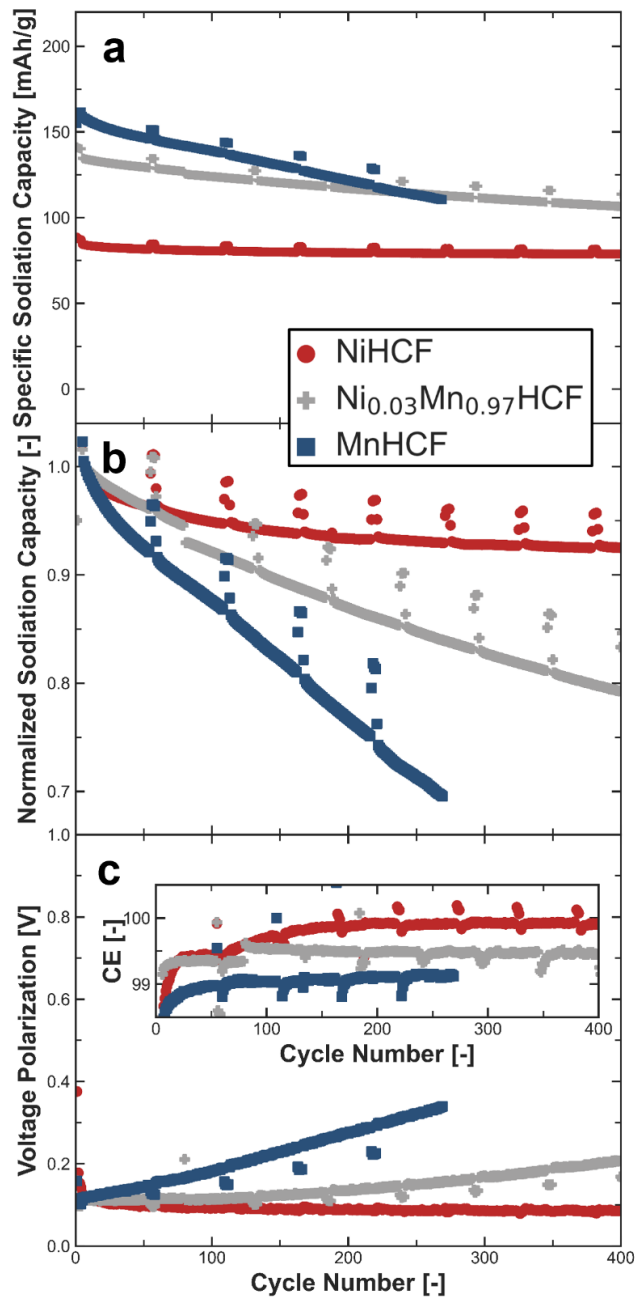 a
Specific Sodiation Capacity [mAh/g]
200
150
100
50
0
NiHCF
Ni0.03Mn0.97HCF
MnHCF
b
Normalized Sodiation Capacity [-]
1.0
0.9
0.8
0.7
c
Voltage Polarization [V]
1.0
0.8
0.6
0.4
0.2
0.0
CE [-]
100
99
0 100 200 300 400
Cycle Number [-]
0 100 200 300 400
Cycle Number [-]